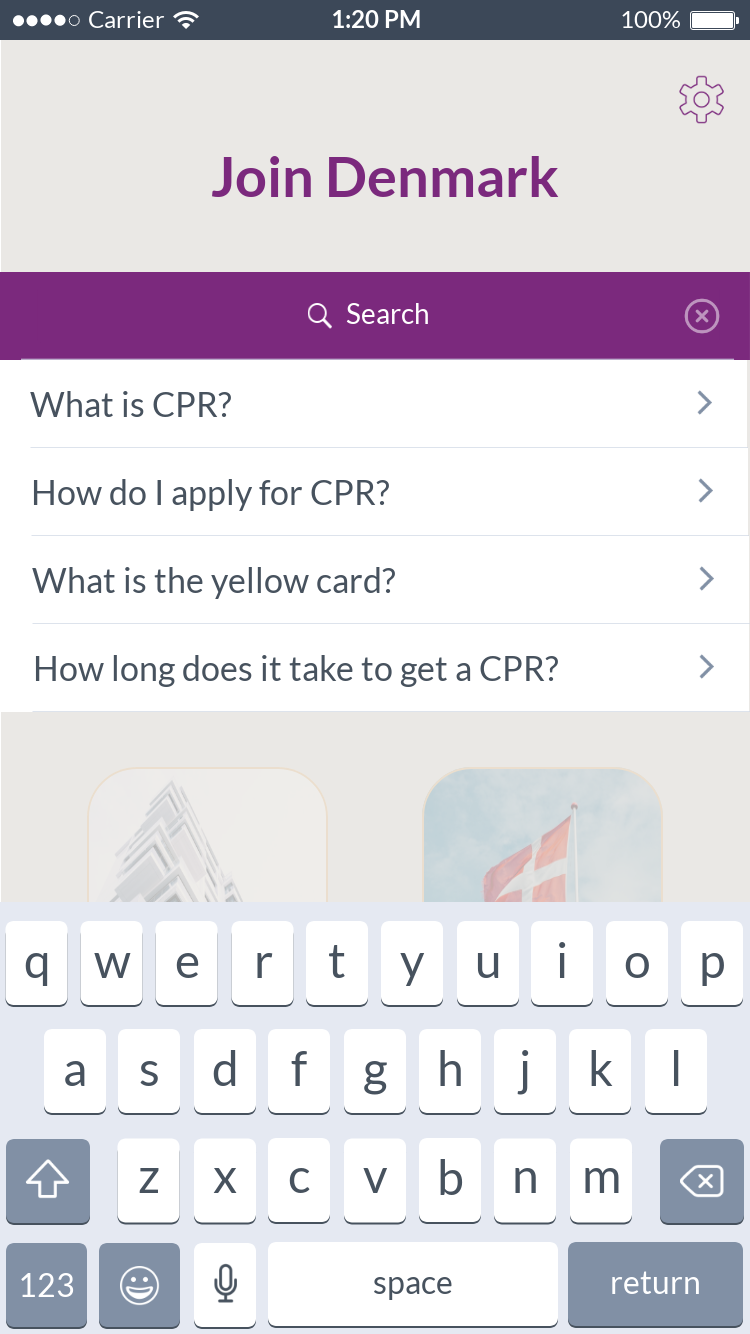 Carrier 1:20 PM 100%
Join Denmark
Search
What is CPR?
How do I apply for CPR?
What is the yellow card?
How long does it take to get a CPR?
q w e r t y u i o p
a s d f g h j k l
z x c v b n m
123 space return